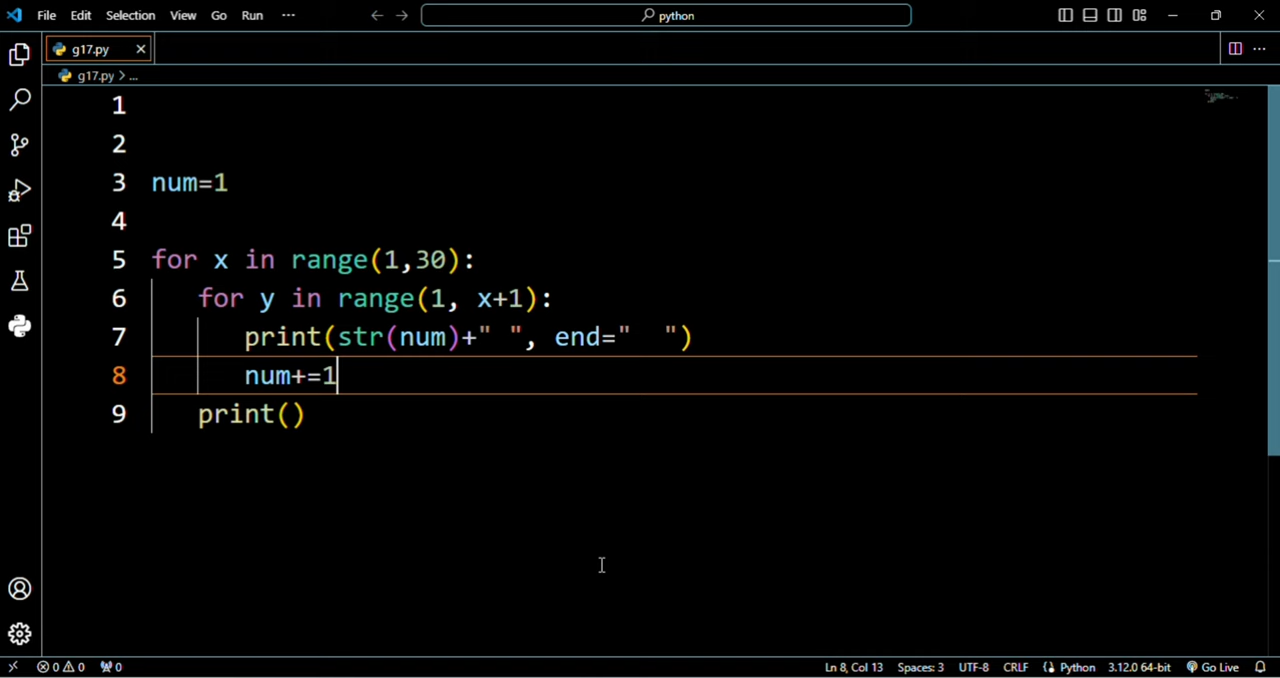 File Edit Selection View Go Run ··· ← → python
g17.py × ···
g17.py > ...
1
2
3 num=1
4
5 for x in range(1,30):
6 for y in range(1, x+1):
7 print(str(num)+" ", end="  ")
8 num+=1
9 print()
0 0 0 Ln 8, Col 13 Spaces: 3 UTF-8 CRLF Python 3.12.0 64-bit Go Live